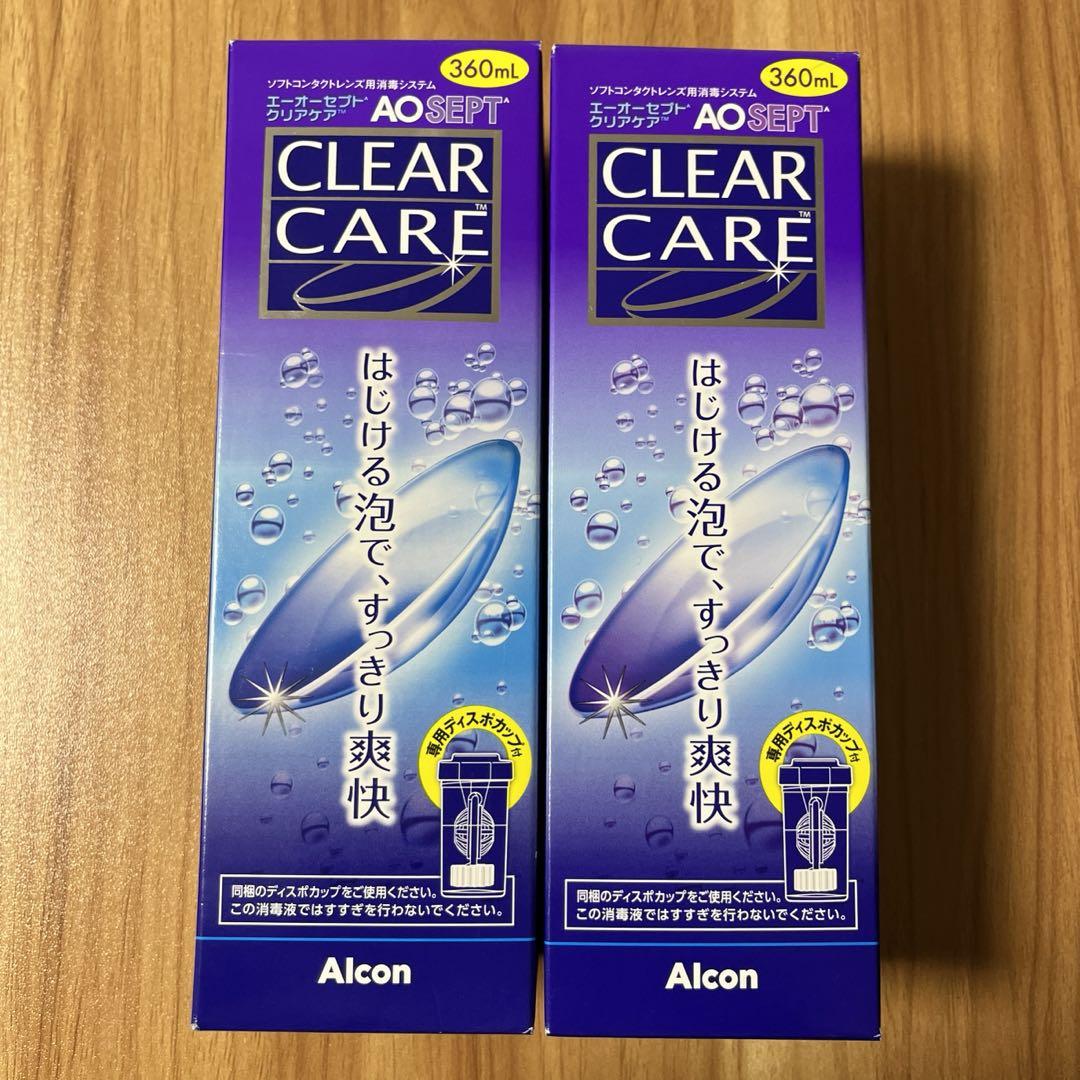 360mL
ソフトコンタクトレンズ用消毒システム
エーオーセプト^
クリアケア™
AOSEPT^
CLEAR
CARE™
はじける泡で、すっきり爽快
専用ディスポカップ付
同梱のディスポカップをご使用ください。
この消毒液ではすすぎを行わないでください。
Alcon
360mL
ソフトコンタクトレンズ用消毒システム
エーオーセプト^
クリアケア™
AOSEPT^
CLEAR
CARE™
はじける泡で、すっきり爽快
専用ディスポカップ付
同梱のディスポカップをご使用ください。
この消毒液ではすすぎを行わないでください。
Alcon